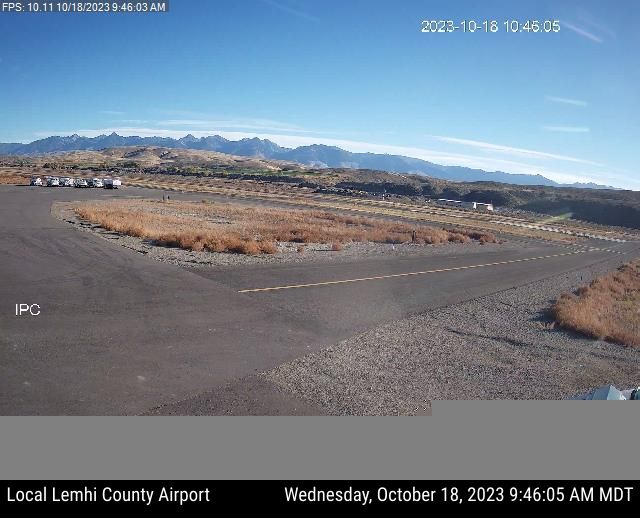 FPS: 10.11 10/18/2023 9:46:03 AM
2023-10-18 10:45:05
IPC
Local Lemhi County Airport
Wednesday, October 18, 2023 9:46:05 AM MDT